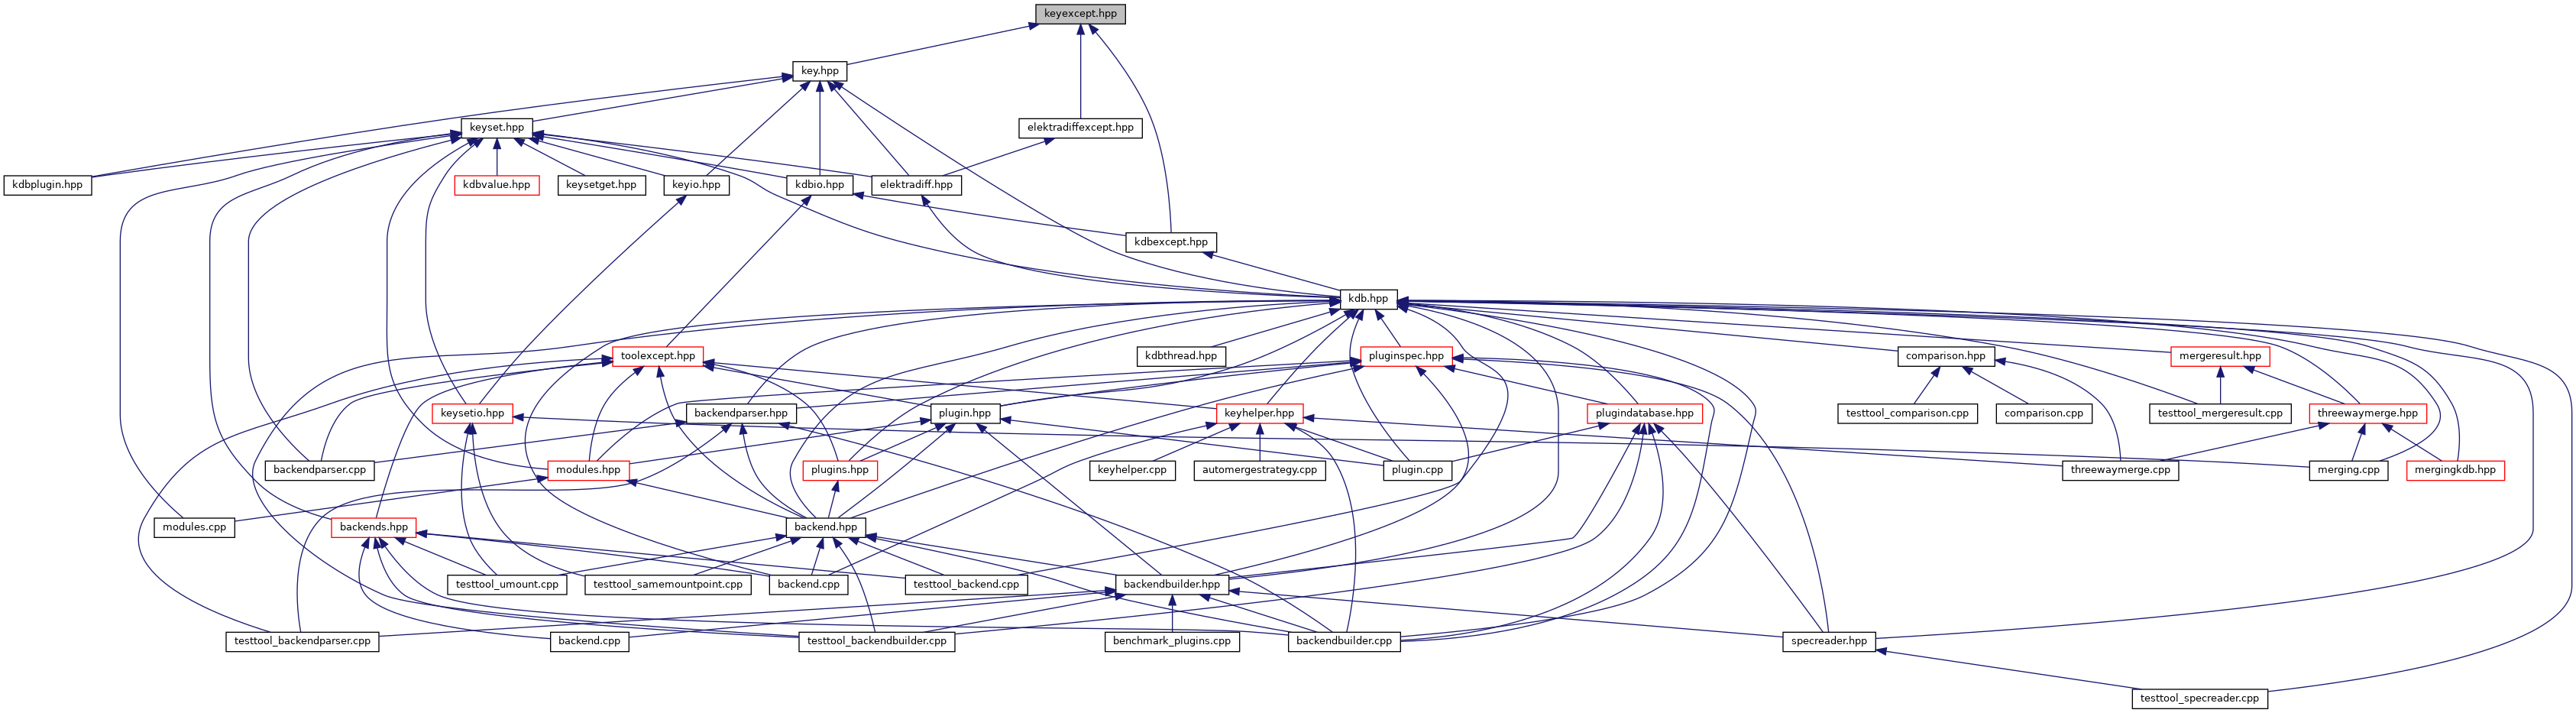 keyexcept.hpp
key.hpp
keyset.hpp
elektradiffexcept.hpp
kdbplugin.hpp
kdbvalue.hpp
keysetget.hpp
keyio.hpp
kdbio.hpp
elektradiff.hpp
kdbexcept.hpp
kdb.hpp
toolexcept.hpp
kdbthread.hpp
pluginspec.hpp
comparison.hpp
mergeresult.hpp
keysetio.hpp
backendparser.hpp
plugin.hpp
keyhelper.hpp
plugindatabase.hpp
testtool_comparison.cpp
comparison.cpp
testtool_mergeresult.cpp
threewaymerge.hpp
backendparser.cpp
modules.hpp
plugins.hpp
keyhelper.cpp
automergestrategy.cpp
plugin.cpp
threewaymerge.cpp
merging.cpp
mergingkdb.hpp
modules.cpp
backends.hpp
backend.hpp
testtool_umount.cpp
testtool_samemountpoint.cpp
backend.cpp
testtool_backend.cpp
backendbuilder.hpp
testtool_backendparser.cpp
backend.cpp
testtool_backendbuilder.cpp
benchmark_plugins.cpp
backendbuilder.cpp
specreader.hpp
testtool_specreader.cpp